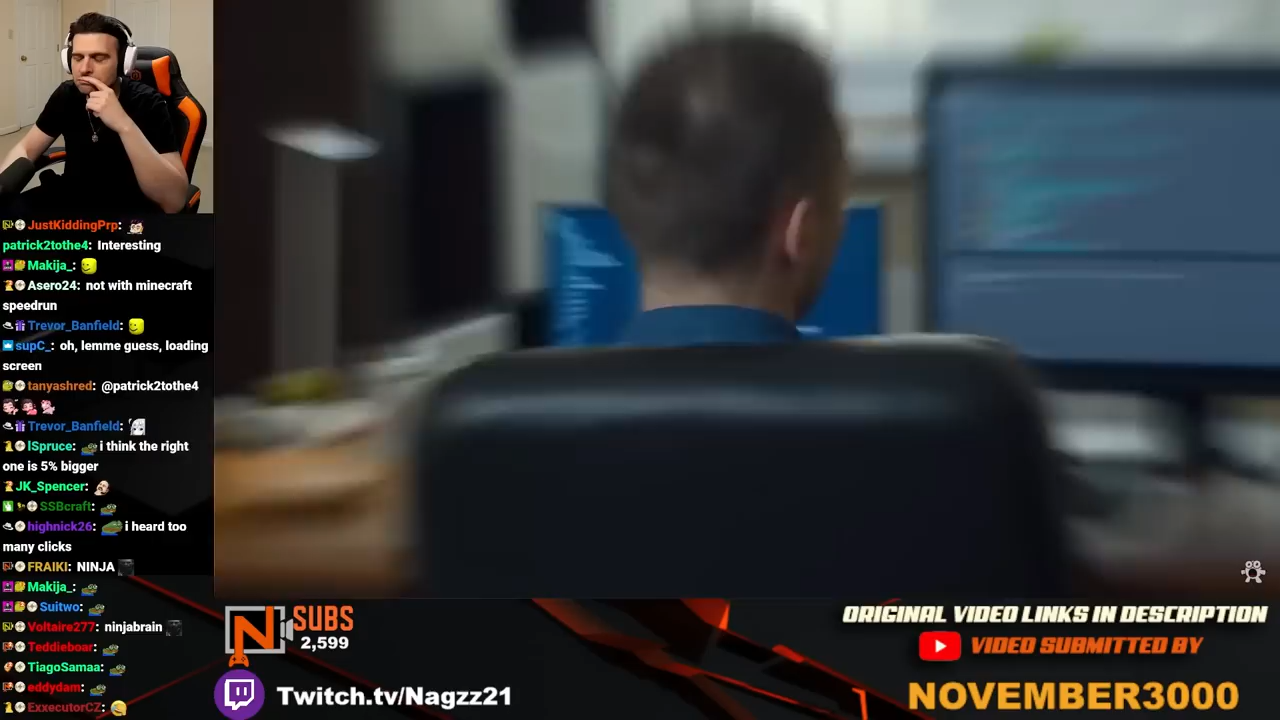 JustKiddingPrp:
patrick2tothe4: Interesting
Makija_:
Asero24: not with minecraft
speedrun
Trevor_Banfield:
supC_: oh, lemme guess, loading
screen
tanyashred: @patrick2tothe4
Trevor_Banfield:
lSpruce: i think the right
one is 5% bigger
JK_Spencer:
SSBcraft:
highnick26: i heard too
many clicks
FRAIKI: NINJA
Makija_:
Suitwo:
Voltaire277: ninjabrain
Teddieboar:
TiagoSamaa:
eddydam:
ExxecutorCZ:
N SUBS
2,599
Twitch.tv/Nagzz21
ORIGINAL VIDEO LINKS IN DESCRIPTION
VIDEO SUBMITTED BY
NOVEMBER3000